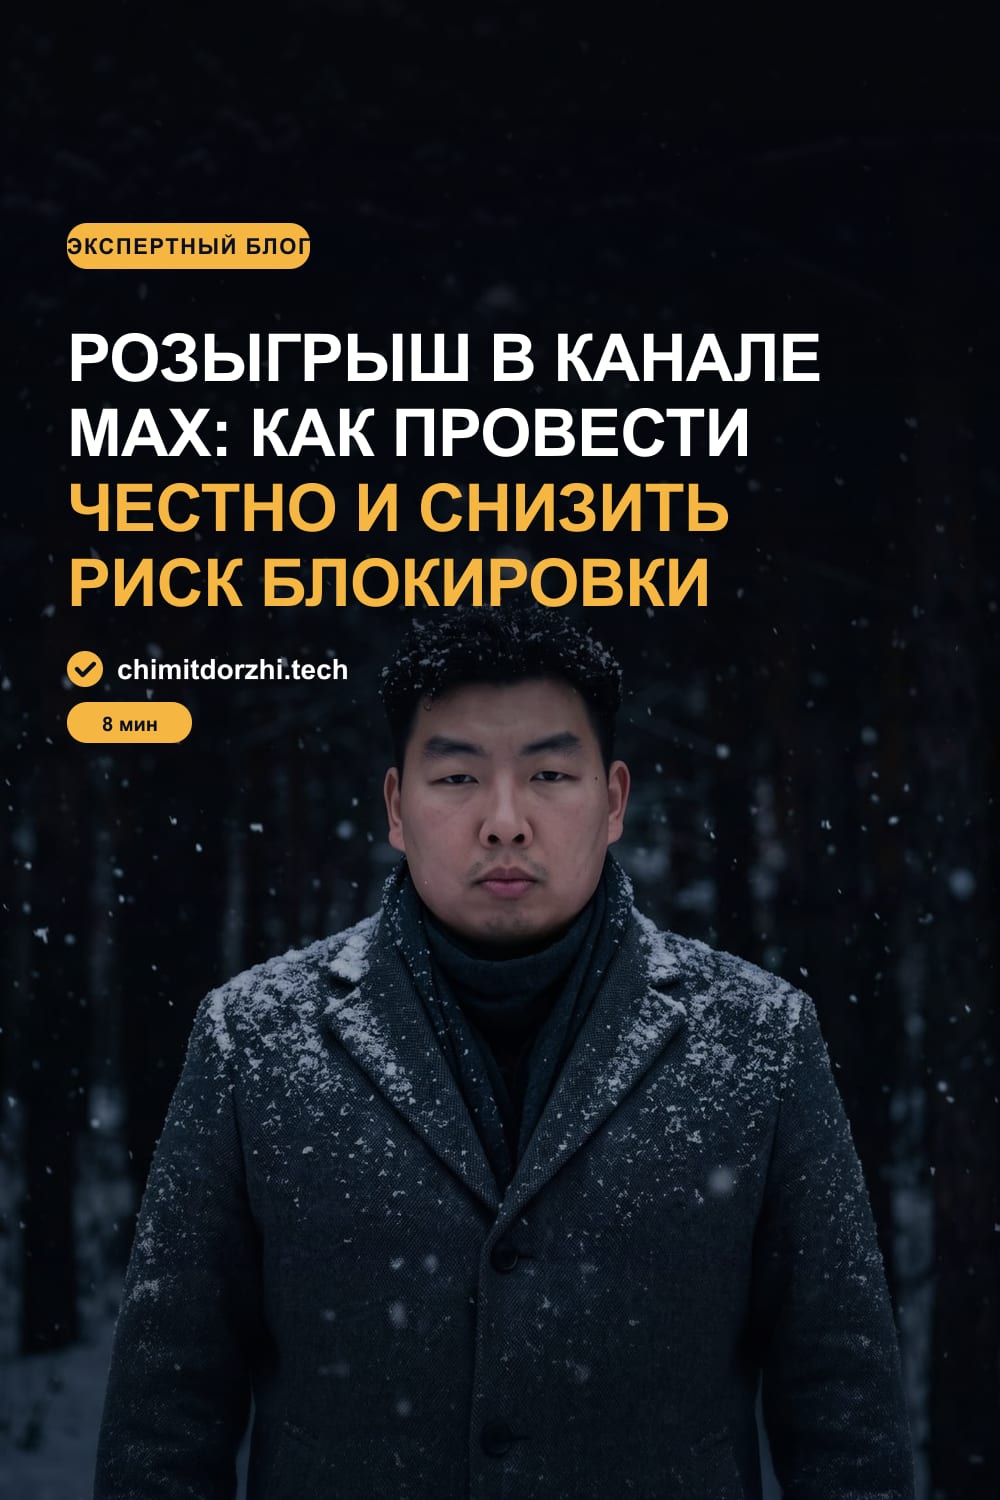 ЭКСПЕРТНЫЙ БЛОГ
РОЗЫГРЫШ В КАНАЛЕ
MAX: КАК ПРОВЕСТИ
ЧЕСТНО И СНИЗИТЬ
РИСК БЛОКИРОВКИ
chimitdorzhi.tech
8 мин